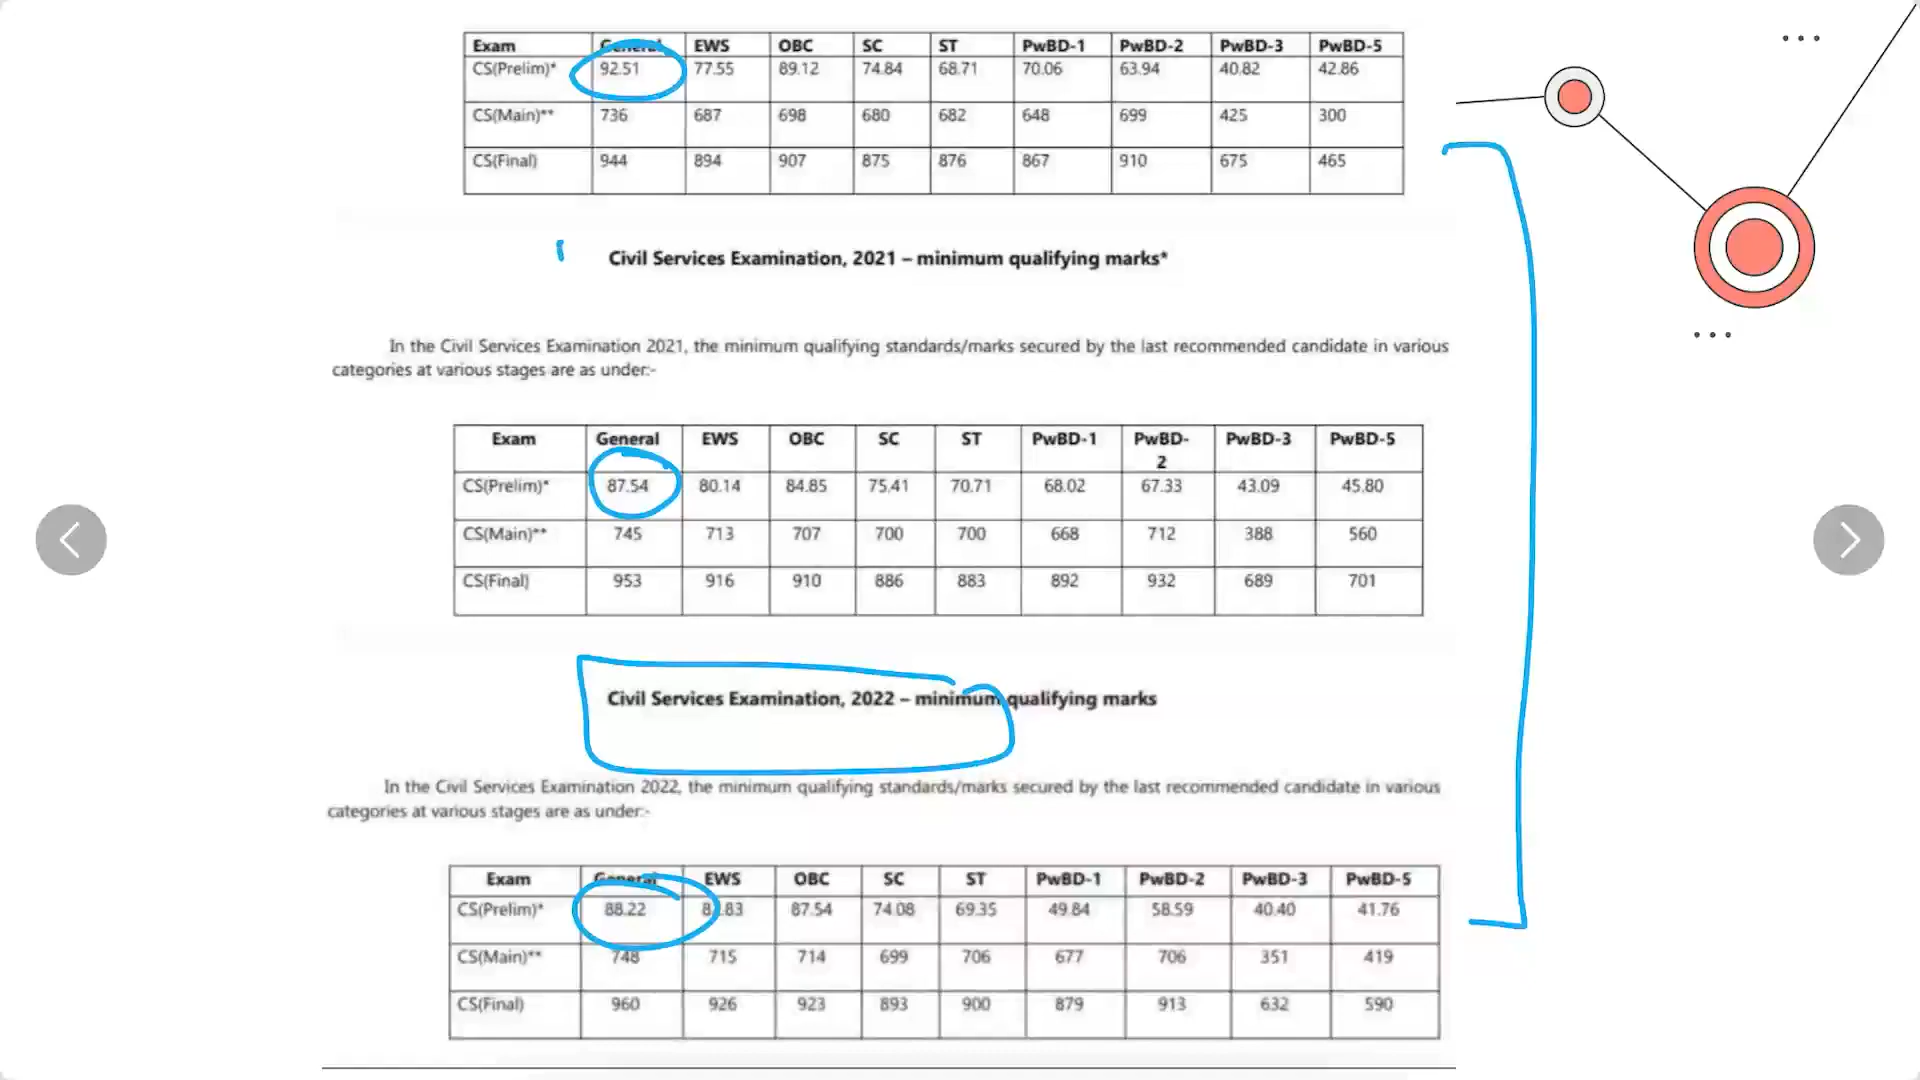 Exam General EWS OBC SC ST PwBD-1 PwBD-2 PwBD-3 PwBD-5
CS(Prelim)* 92.51 77.55 89.12 74.84 68.71 70.06 63.94 40.82 42.86
CS(Main)** 736 687 698 680 682 648 699 425 300
CS(Final) 944 894 907 875 876 867 910 675 465
Civil Services Examination, 2021 – minimum qualifying marks*
In the Civil Services Examination 2021, the minimum qualifying standards/marks secured by the last recommended candidate in various
categories at various stages are as under:-
Exam General EWS OBC SC ST PwBD-1 PwBD-
2 PwBD-3 PwBD-5
CS(Prelim)* 87.54 80.14 84.85 75.41 70.71 68.02 67.33 43.09 45.80
CS(Main)** 745 713 707 700 700 668 712 388 560
CS(Final) 953 916 910 886 883 892 932 689 701
Civil Services Examination, 2022 – minimum qualifying marks
In the Civil Services Examination 2022, the minimum qualifying standards/marks secured by the last recommended candidate in various
categories at various stages are as under:-
Exam General EWS OBC SC ST PwBD-1 PwBD-2 PwBD-3 PwBD-5
CS(Prelim)* 88.22 87.54 74.08 69.35 49.84 58.59 40.40 41.76
CS(Main)** 748 715 714 699 706 677 706 351 419
CS(Final) 960 926 923 893 900 879 913 632 590